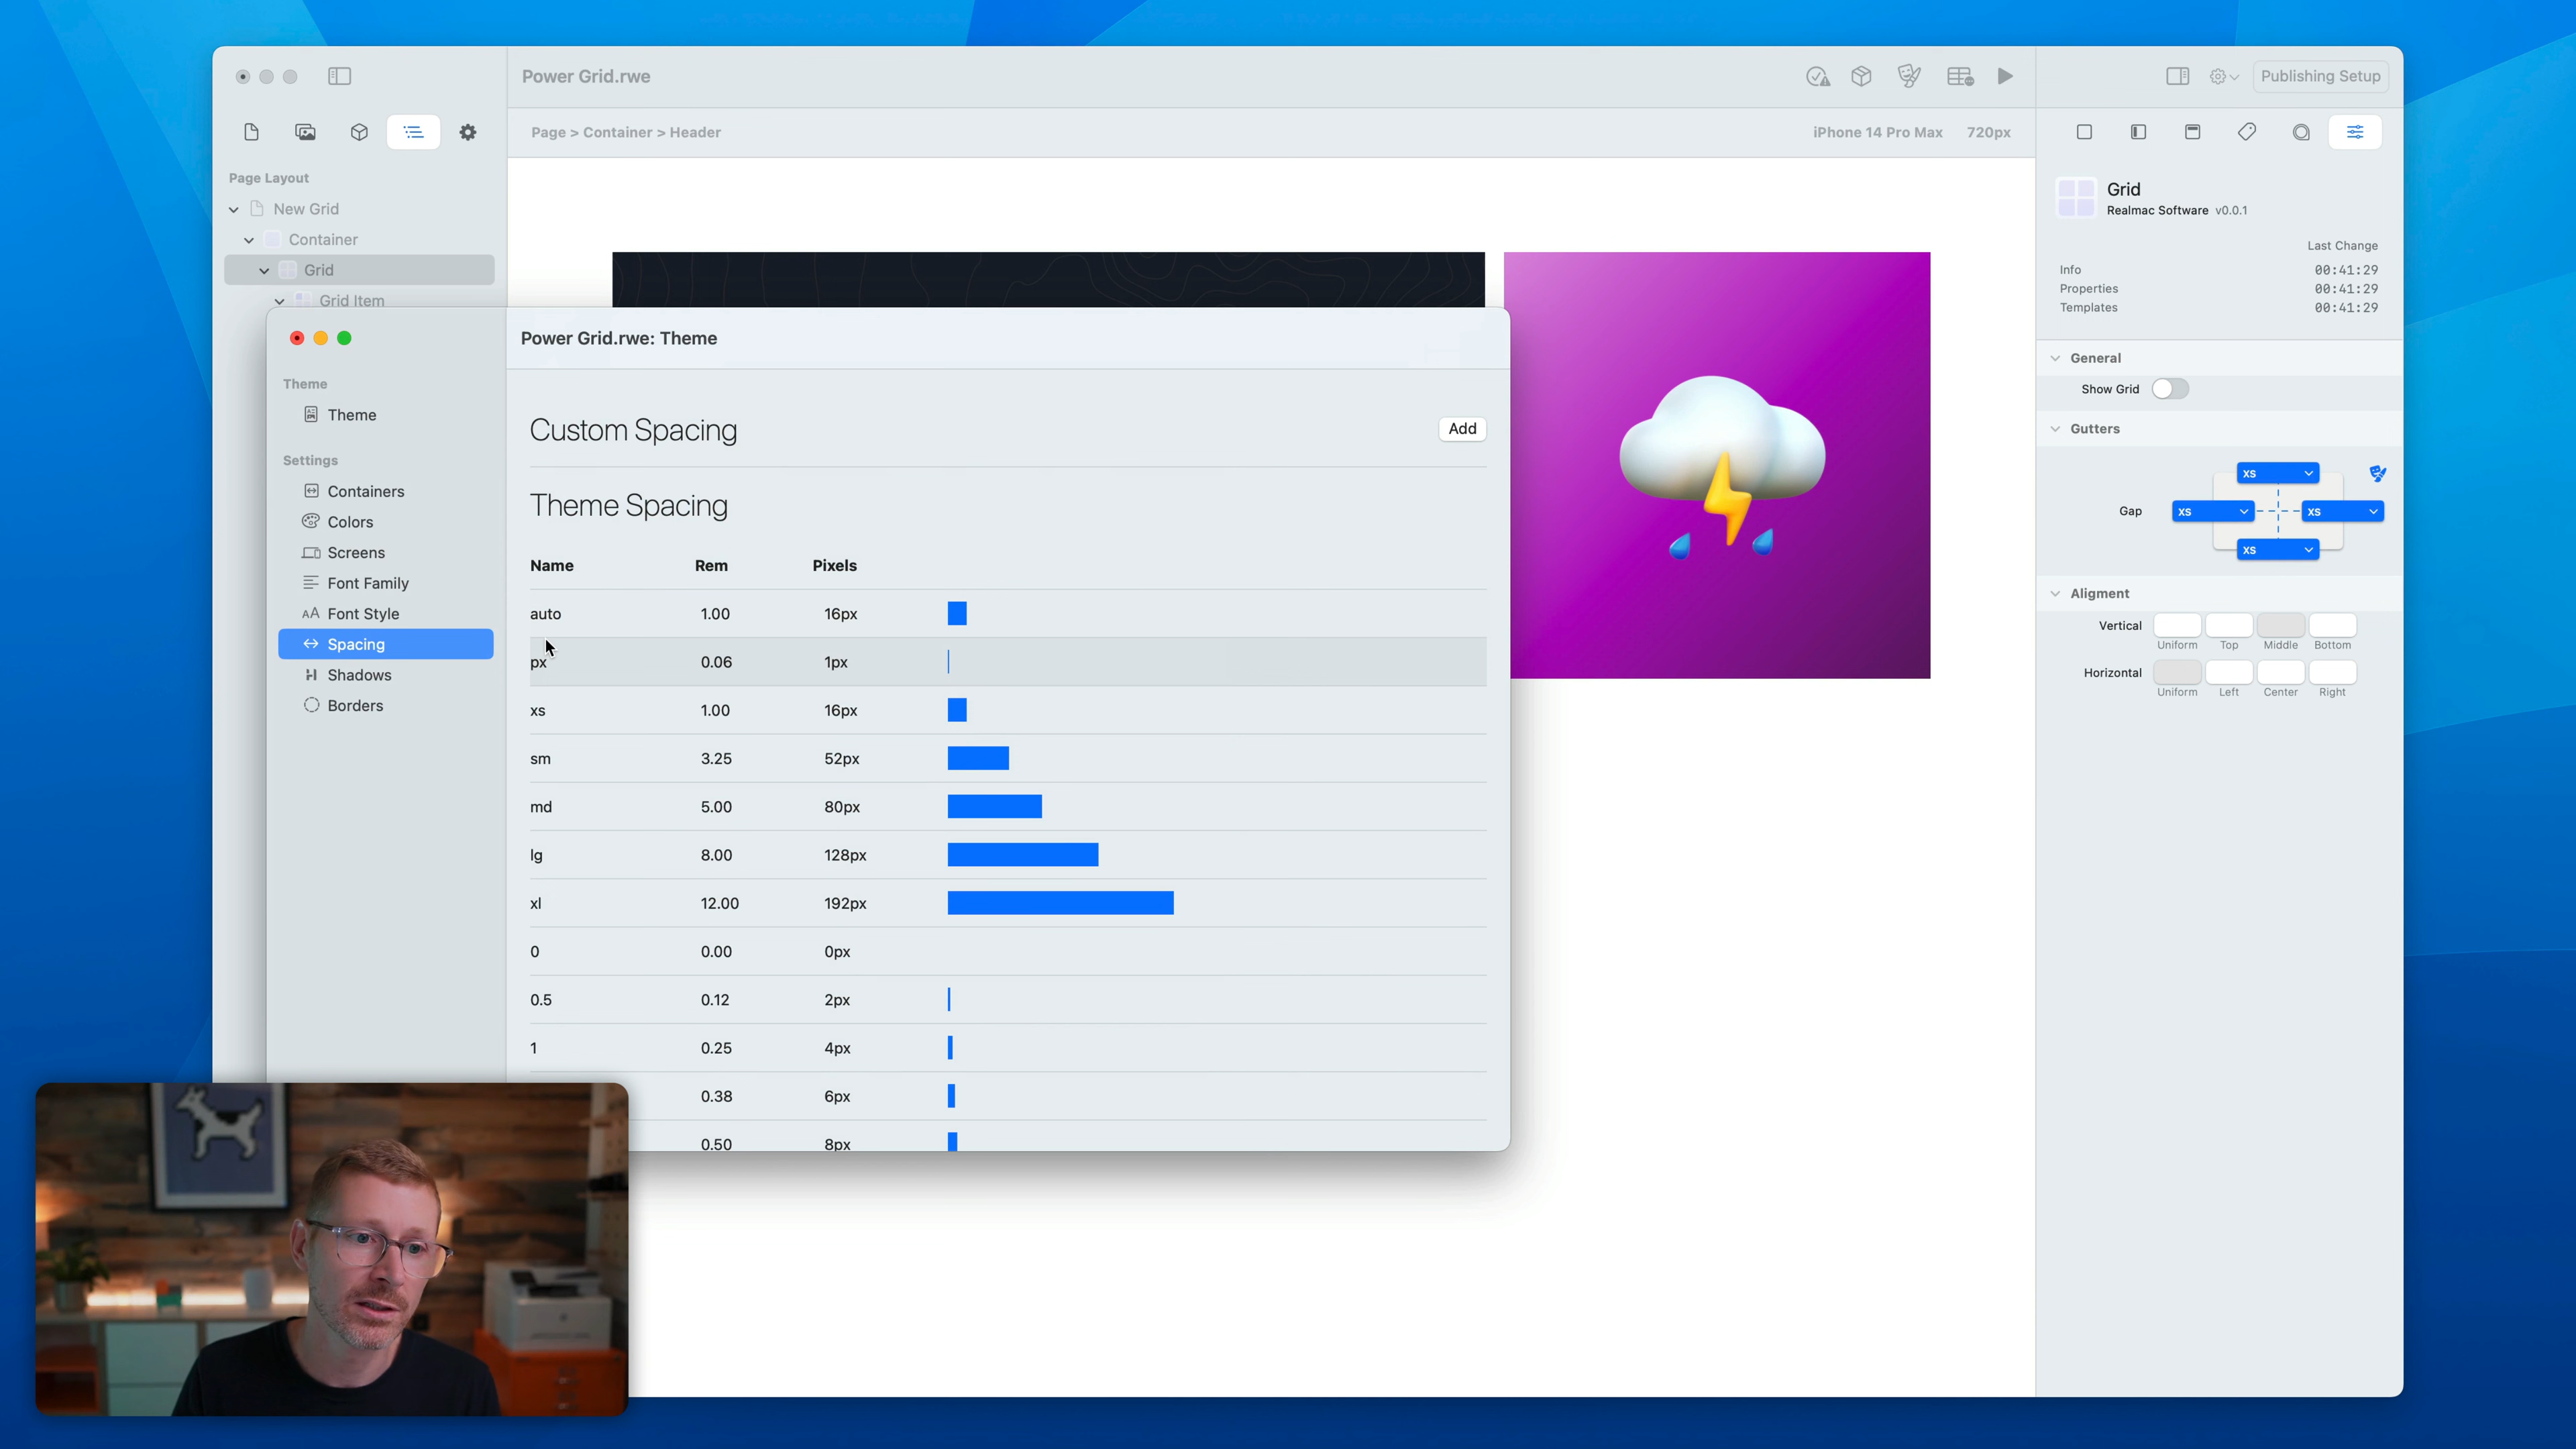 Power Grid.rwe
Publishing Setup
Page > Container > Header
iPhone 14 Pro Max 720px
Page Layout
New Grid
Container
Grid
Grid Item
Power Grid.rwe: Theme
Theme
Theme
Settings
Containers
Colors
Screens
Font Family
AA Font Style
Spacing
Shadows
Borders
Custom Spacing
Add
Theme Spacing
Name Rem Pixels
auto 1.00 16px
px 0.06 1px
xs 1.00 16px
sm 3.25 52px
md 5.00 80px
lg 8.00 128px
xl 12.00 192px
0 0.00 0px
0.5 0.12 2px
1 0.25 4px
0.38 6px
0.50 8px
Grid
Realmac Software v0.0.1
Last Change
Info 00:41:29
Properties 00:41:29
Templates 00:41:29
General
Show Grid
Gutters
xs
Gap xs xs
xs
Aligment
Vertical
Uniform Top Middle Bottom
Horizontal
Uniform Left Center Right